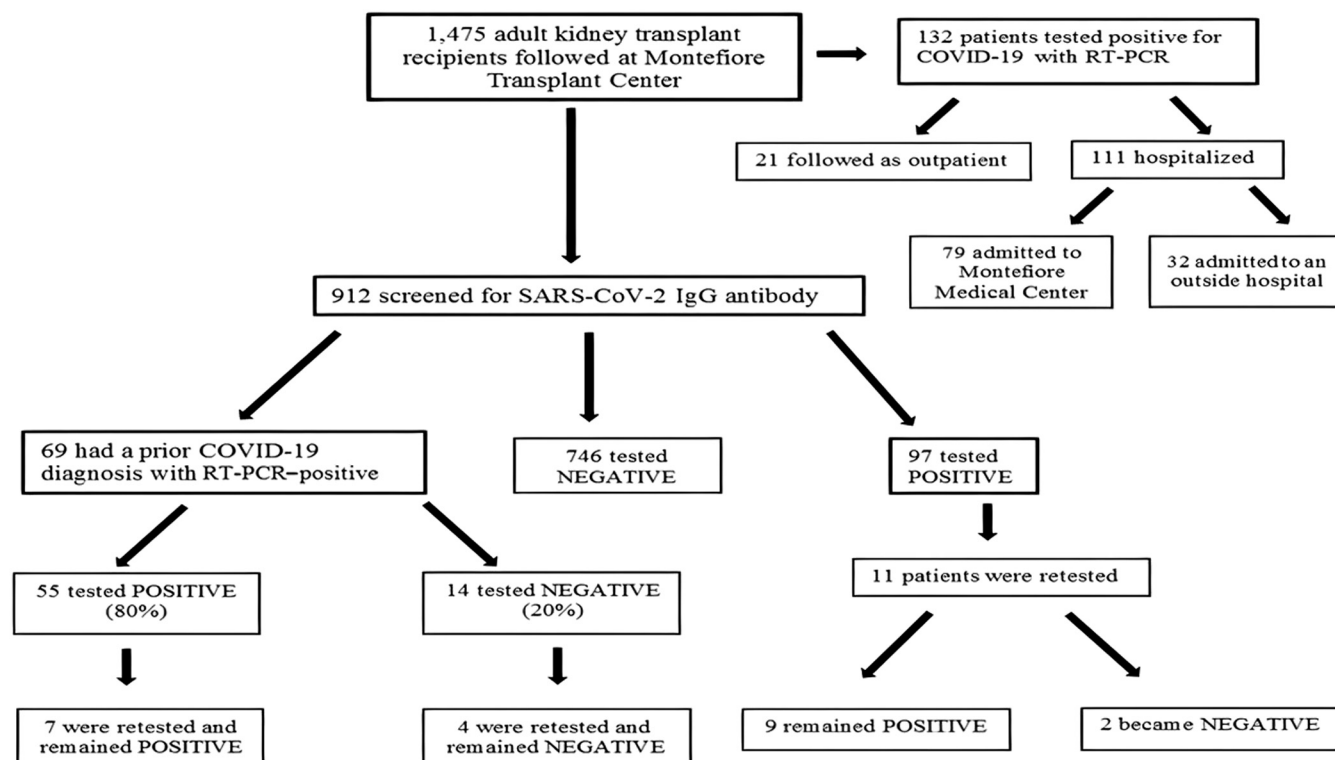 1,475 adult kidney transplant
recipients followed at Montefiore
Transplant Center
132 patients tested positive for
COVID-19 with RT-PCR
21 followed as outpatient
111 hospitalized
79 admitted to
Montefiore
Medical Center
32 admitted to an
outside hospital
912 screened for SARS-CoV-2 IgG antibody
69 had a prior COVID-19
diagnosis with RT-PCR–positive
746 tested
NEGATIVE
97 tested
POSITIVE
55 tested POSITIVE
(80%)
14 tested NEGATIVE
(20%)
11 patients were retested
7 were retested and
remained POSITIVE
4 were retested and
remained NEGATIVE
9 remained POSITIVE
2 became NEGATIVE